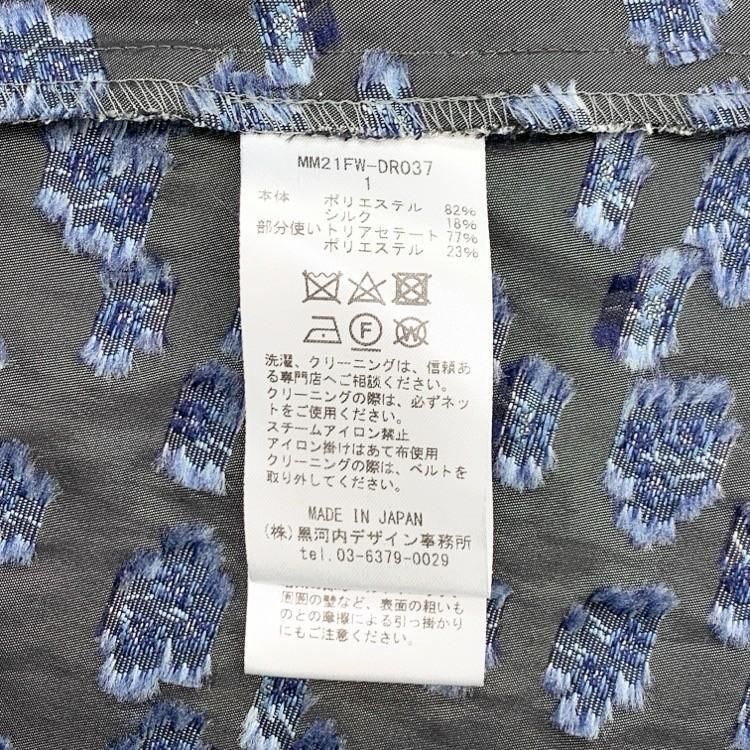 MM21FW-DR037
1
本体 ポリエステル 82%
シルク 18%
部分使いトリアセテート 77%
ポリエステル 23%
F
W
洗濯、クリーニングは、信頼あ
る専門店へご相談ください。
クリーニングの際は、必ずネッ
トをご使用ください。
スチームアイロン禁止
アイロン掛けはあて布使用
クリーニングの際は、ベルトを
取り外してください。
MADE IN JAPAN
(株)黒河内デザイン事務所
tel.03-6379-0029
周囲の壁など、表面の粗いも
のとの摩擦による引っ掛かり
にもご注意ください。